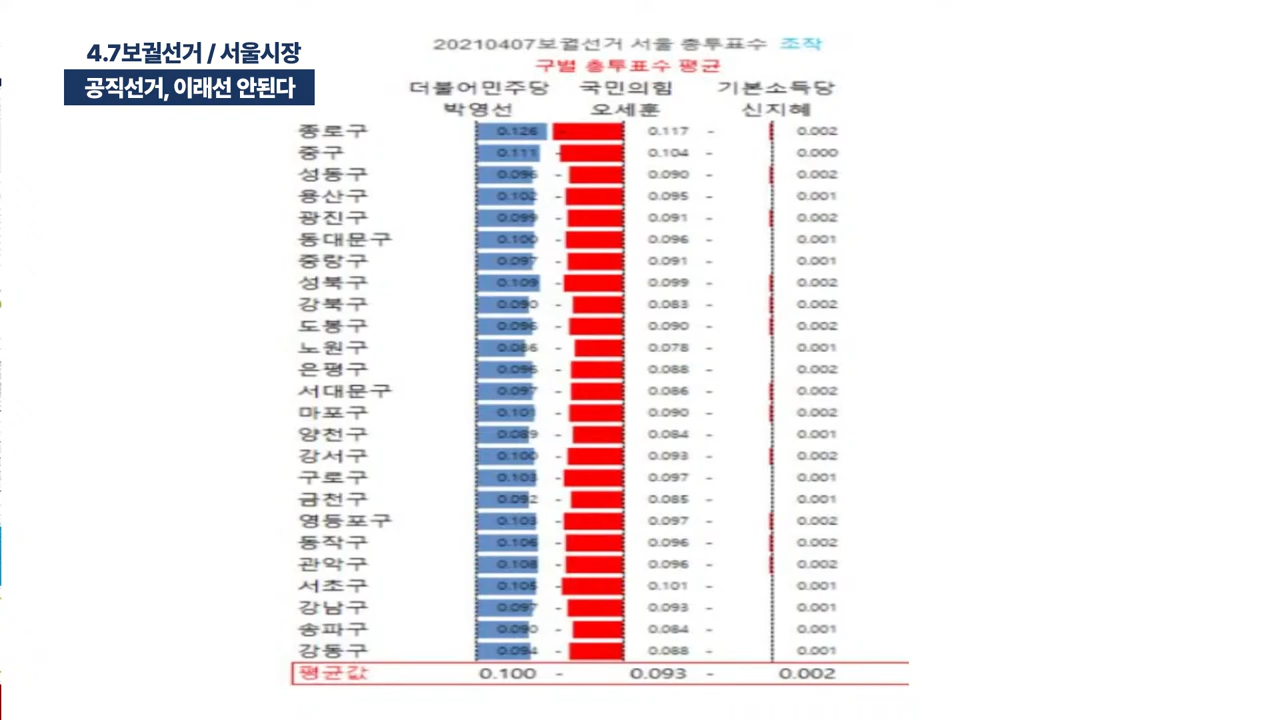 4.7보궐선거 / 서울시장
공직선거, 이래선 안된다
20210407보궐선거 서울 총투표수 조작
구별 총투표수 평균
더불어민주당 국민의힘 기본소득당
박영선 오세훈 신지혜
종로구 0.126 - 0.117 - 0.002
중구 0.111 - 0.104 - 0.000
성동구 0.096 - 0.090 - 0.002
용산구 0.102 - 0.095 - 0.001
광진구 0.099 - 0.091 - 0.002
동대문구 0.100 - 0.096 - 0.001
중랑구 0.097 - 0.091 - 0.001
성북구 0.109 - 0.099 - 0.002
강북구 0.090 - 0.083 - 0.002
도봉구 0.096 - 0.090 - 0.002
노원구 0.086 - 0.078 - 0.001
은평구 0.096 - 0.088 - 0.002
서대문구 0.097 - 0.086 - 0.002
마포구 0.101 - 0.090 - 0.002
양천구 0.089 - 0.084 - 0.001
강서구 0.100 - 0.093 - 0.002
구로구 0.103 - 0.097 - 0.001
금천구 0.092 - 0.085 - 0.001
영등포구 0.103 - 0.097 - 0.002
동작구 0.106 - 0.096 - 0.002
관악구 0.108 - 0.096 - 0.002
서초구 0.105 - 0.101 - 0.001
강남구 0.097 - 0.093 - 0.001
송파구 0.090 - 0.084 - 0.001
강동구 0.094 - 0.088 - 0.001
평균값 0.100 - 0.093 - 0.002